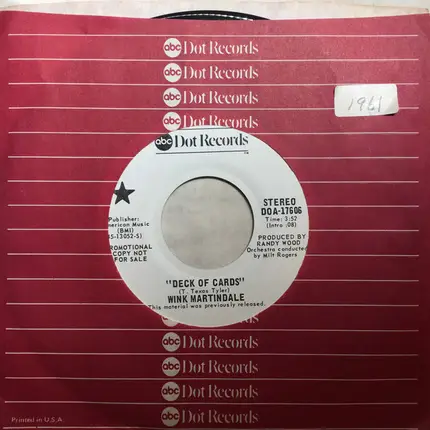 abc Dot Records
abc Dot Records
abc Dot Records
abc Dot Records
1961
abc Dot Records
STEREO
DOA-17606
Time: 3:52
(Intro :08)
Publisher:
merican Music
(BMI)
S-13052-S)
PROMOTIONAL
COPY NOT
FOR SALE
PRODUCED BY
RANDY WOOD
Orchestra conducted
by Milt Rogers
"DECK OF CARDS"
(T. Texas Tyler)
WINK MARTINDALE
This material was previously released.
abc Dot Records
abc Dot Records
abc Dot Records
abc Dot Records
Printed in U.S.A.